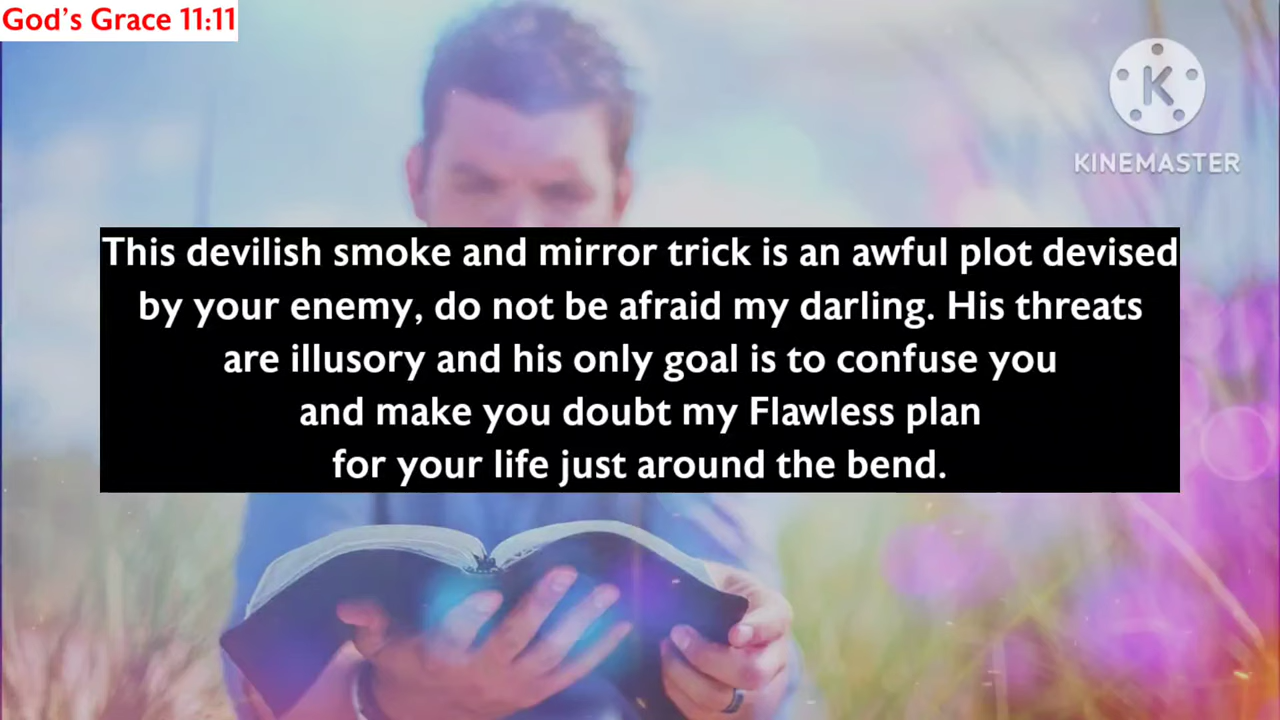 God's Grace 11:11
KINEMASTER
This devilish smoke and mirror trick is an awful plot devised
by your enemy, do not be afraid my darling. His threats
are illusory and his only goal is to confuse you
and make you doubt my Flawless plan
for your life just around the bend.